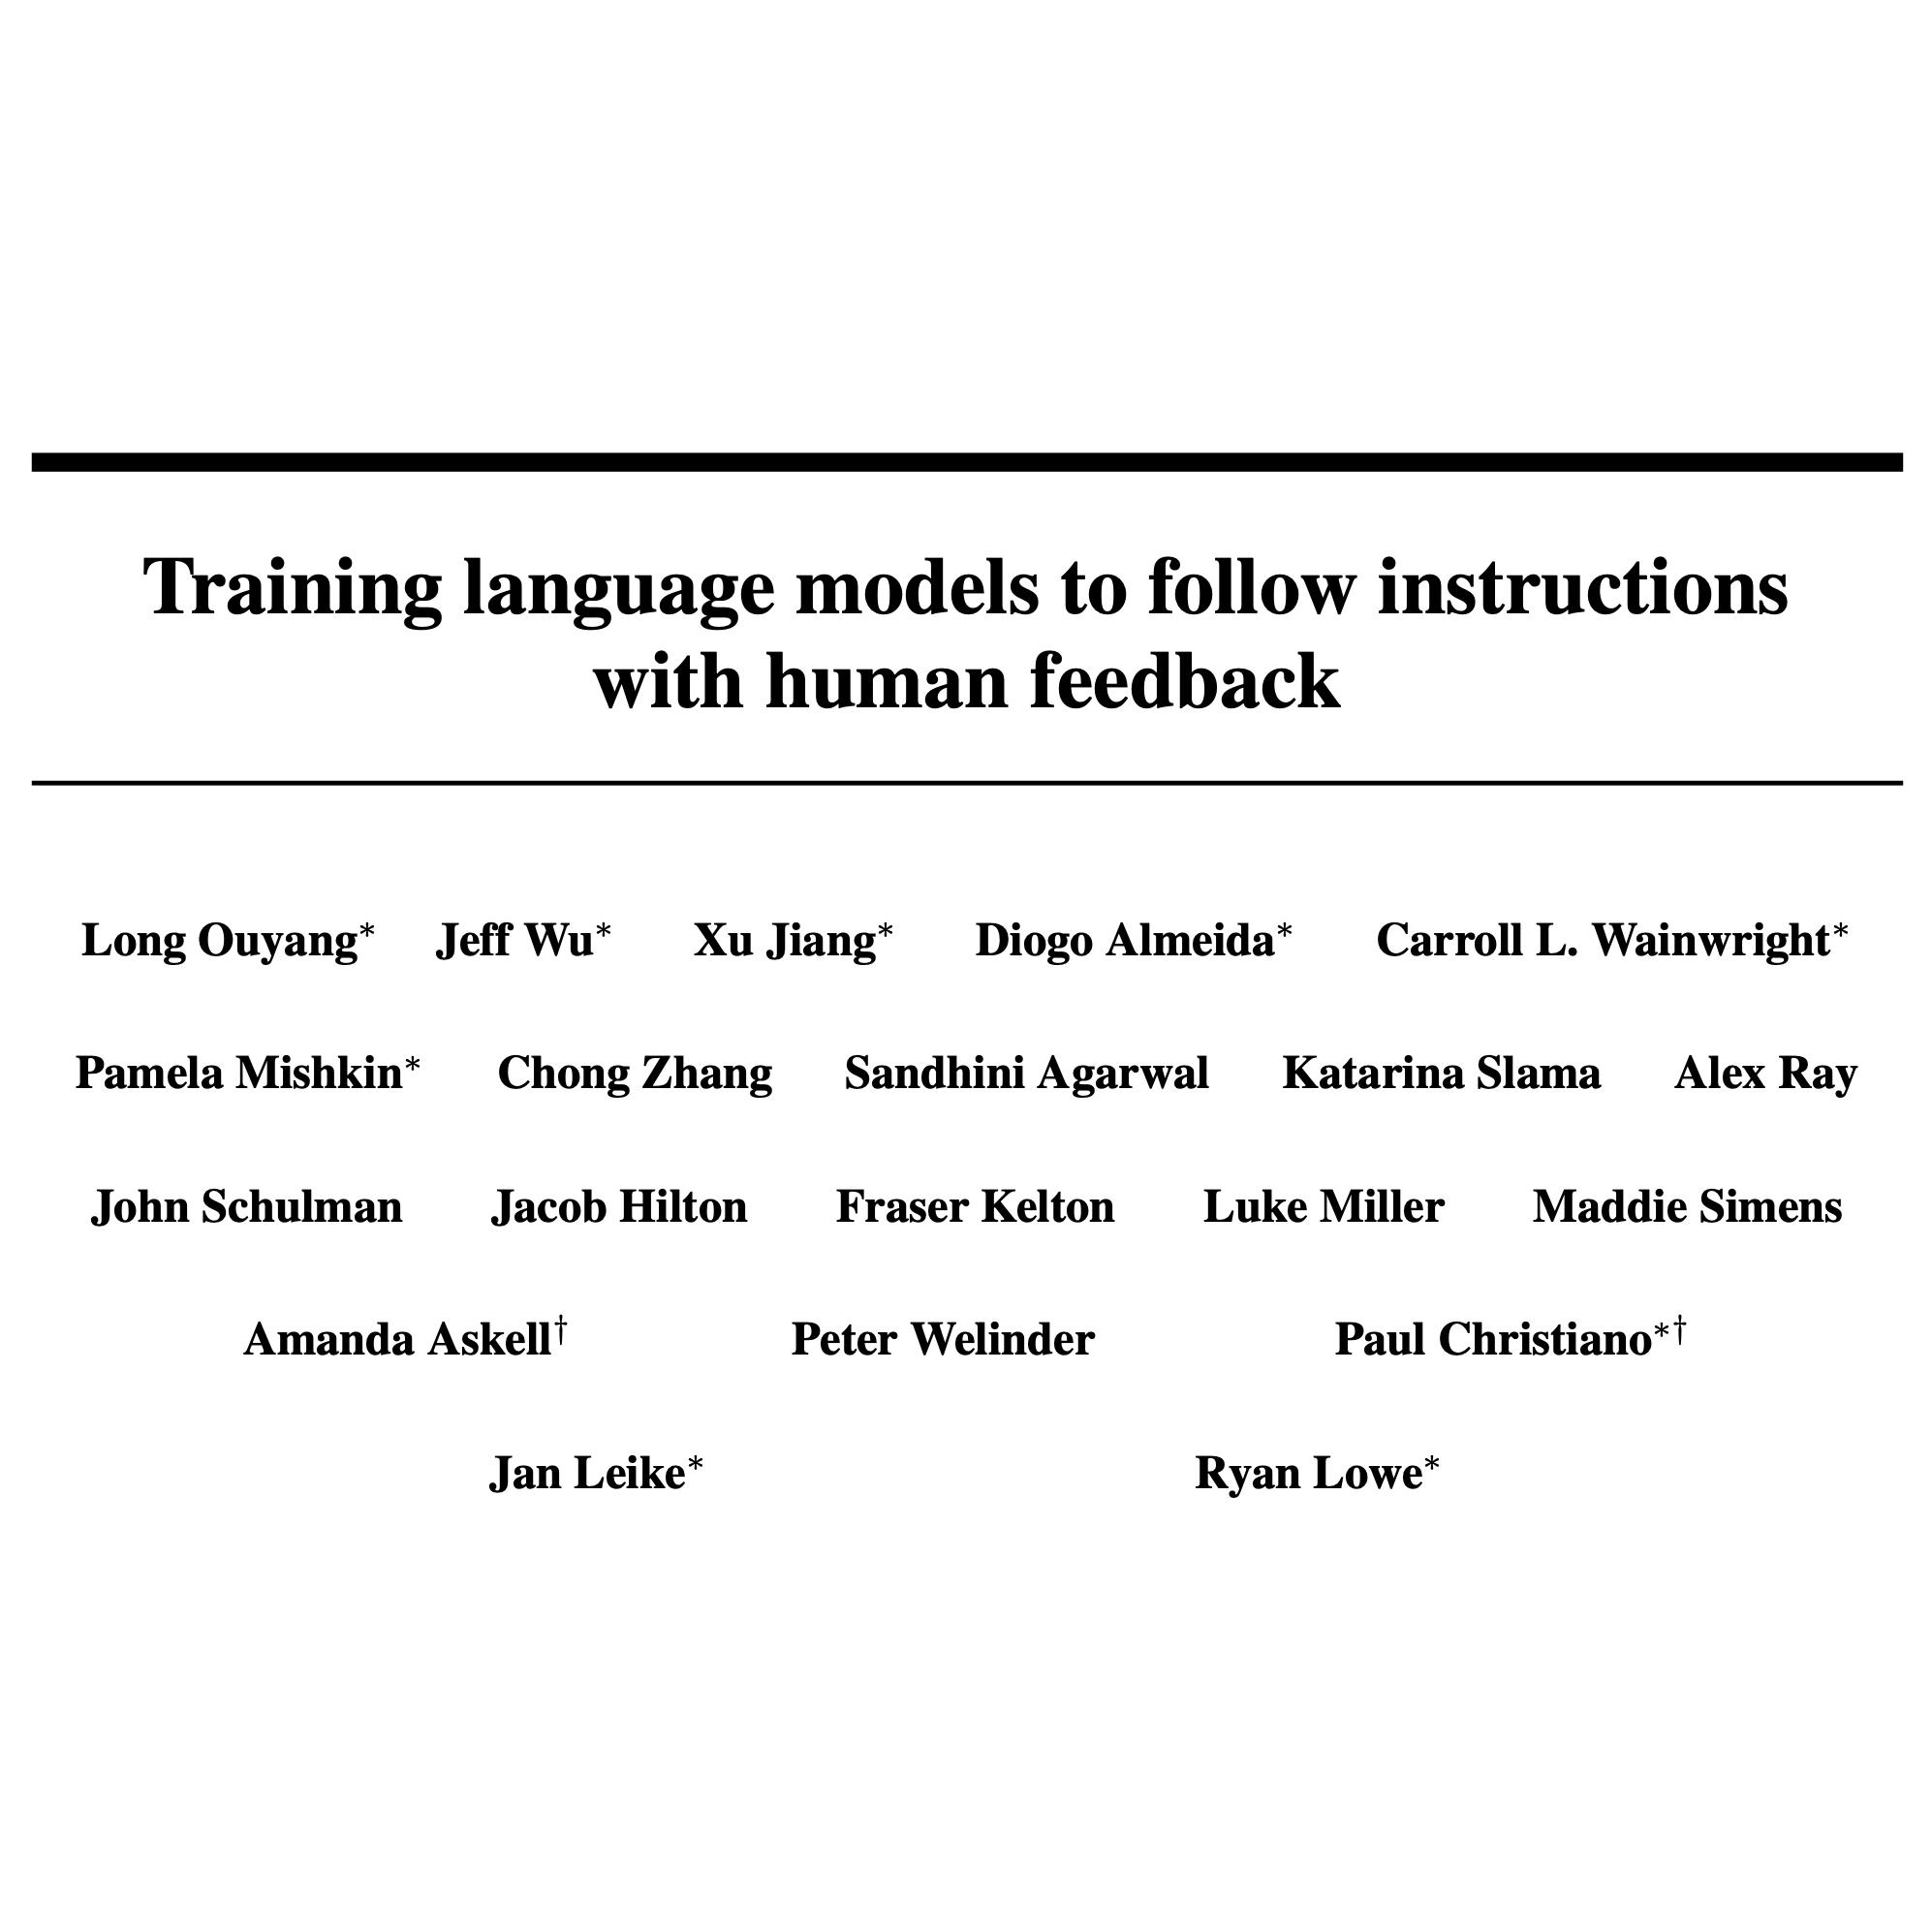 Training language models to follow instructions
with human feedback
Long Ouyang* Jeff Wu* Xu Jiang* Diogo Almeida* Carroll L. Wainwright*
Pamela Mishkin* Chong Zhang Sandhini Agarwal Katarina Slama Alex Ray
John Schulman Jacob Hilton Fraser Kelton Luke Miller Maddie Simens
Amanda Askell† Peter Welinder Paul Christiano*†
Jan Leike* Ryan Lowe*